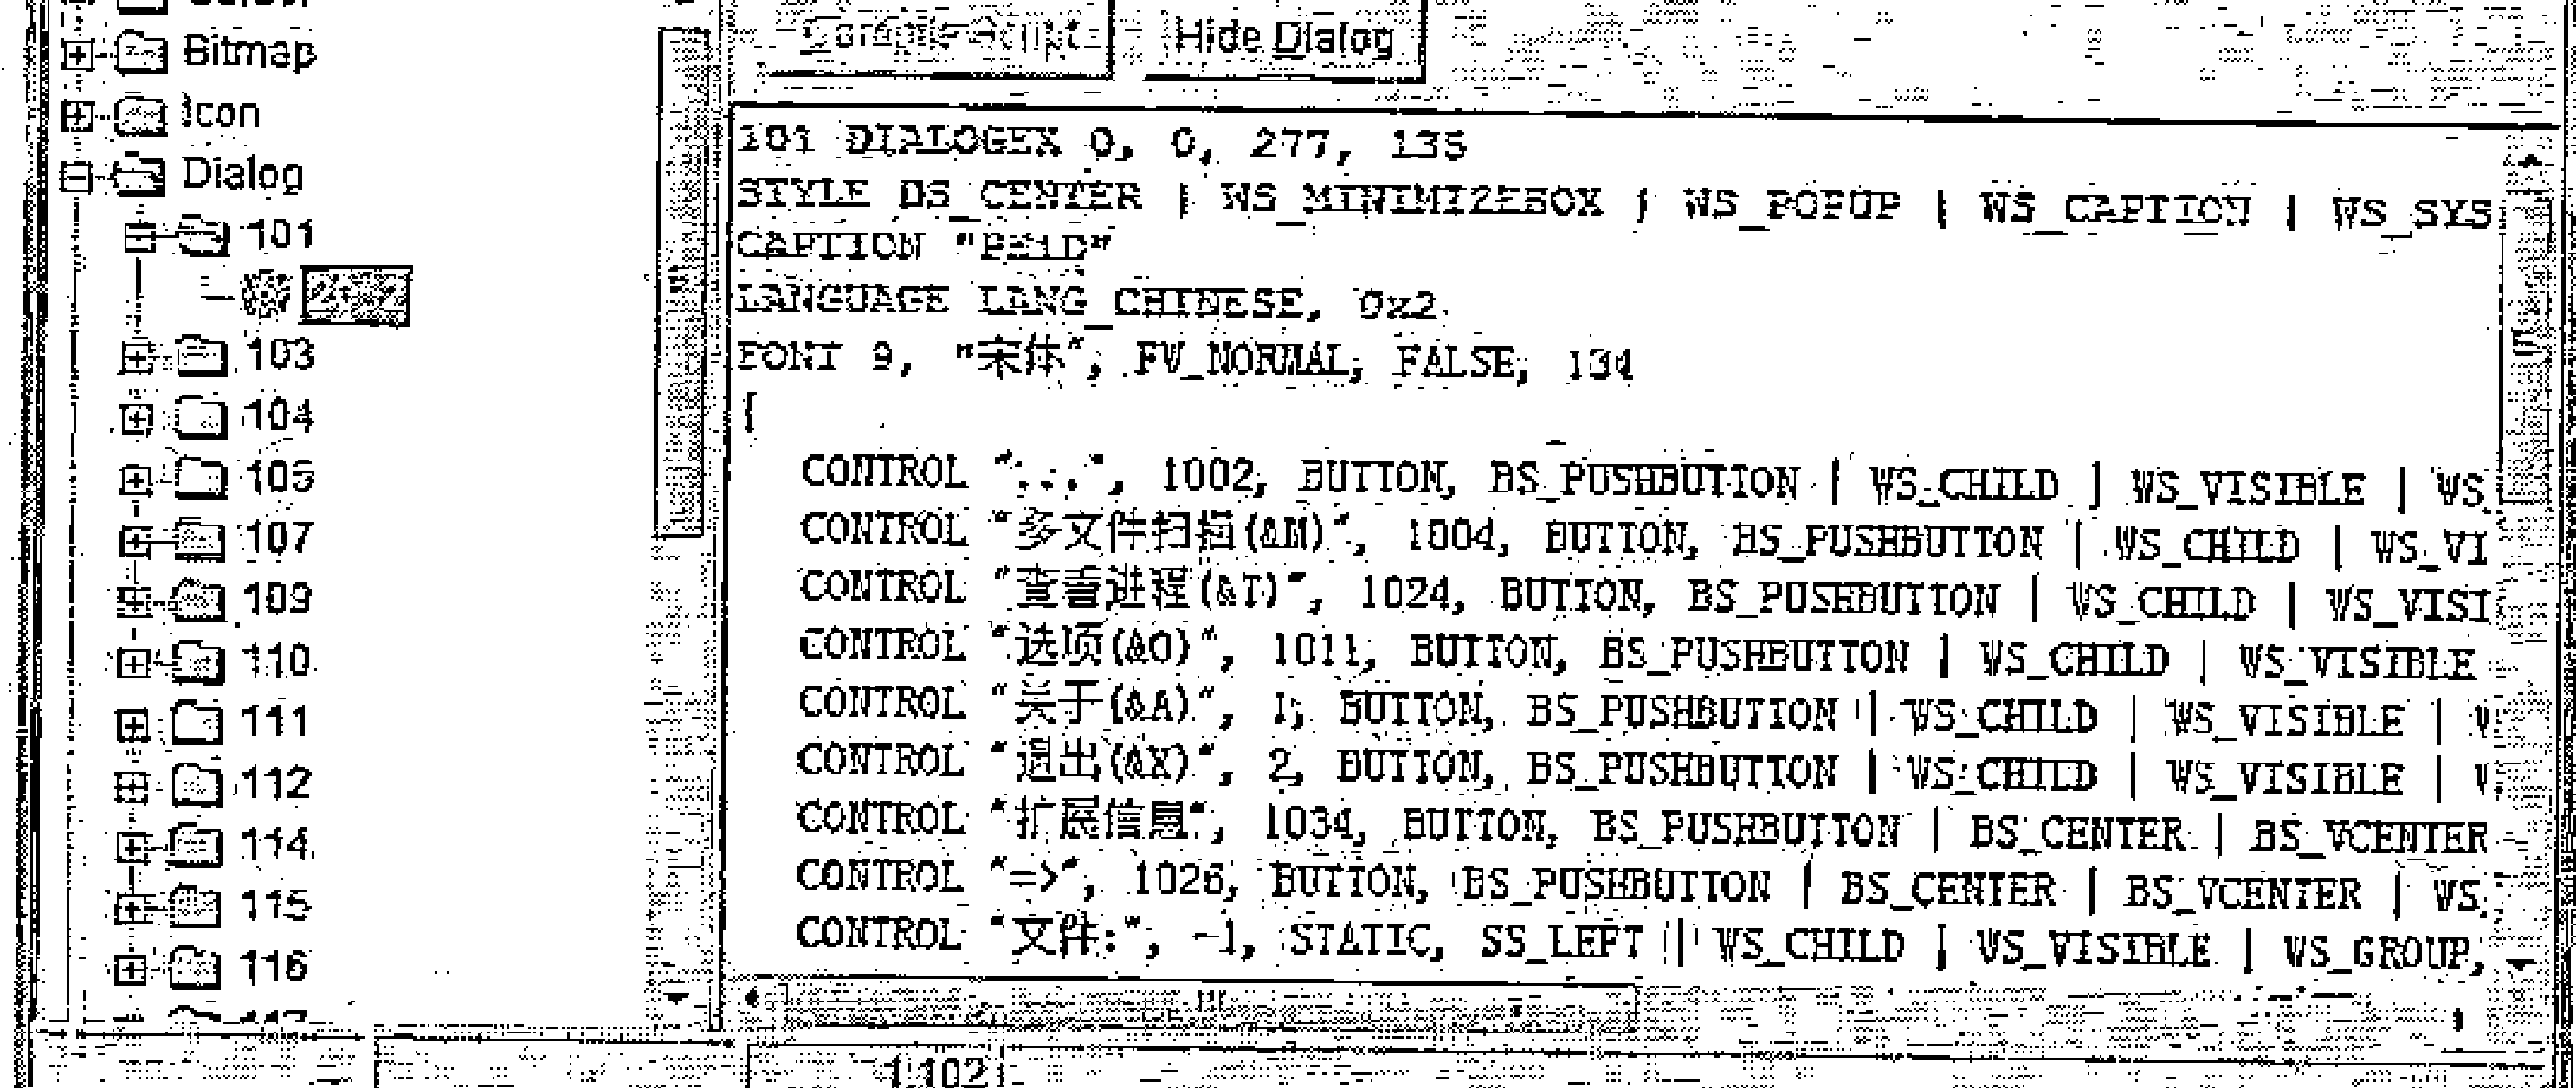 Bitmap
Icon
Dialog
101
2052
103
104
105
107
109
110
111
112
114
115
116
Hide Dialog
101 DIALOGEX 0, 0, 277, 135
STYLE DS_CENTER | WS_MINIMIZEBOX | WS_POPUP | WS_CAPTION | WS_SYS
CAPTION "PEiD"
LANGUAGE LANG_CHINESE, 0x2
FONT 9, "宋体", FW_NORMAL, FALSE, 134
{
CONTROL "...", 1002, BUTTON, BS_PUSHBUTTON | WS_CHILD | WS_VISIBLE | WS_
CONTROL "多文件扫描(&M)", 1004, BUTTON, BS_PUSHBUTTON | WS_CHILD | WS_VI
CONTROL "查看进程(&T)", 1024, BUTTON, BS_PUSHBUTTON | WS_CHILD | WS_VISI
CONTROL "选项(&O)", 1011, BUTTON, BS_PUSHBUTTON | WS_CHILD | WS_VISIBLE
CONTROL "关于(&A)", 1, BUTTON, BS_PUSHBUTTON | WS_CHILD | WS_VISIBLE |
CONTROL "退出(&X)", 2, BUTTON, BS_PUSHBUTTON | WS_CHILD | WS_VISIBLE |
CONTROL "扩展信息", 1034, BUTTON, BS_PUSHBUTTON | BS_CENTER | BS_VCENTER
CONTROL "=>", 1026, BUTTON, BS_PUSHBUTTON | BS_CENTER | BS_VCENTER | WS_
CONTROL "文件:", -1, STATIC, SS_LEFT | WS_CHILD | WS_VISIBLE | WS_GROUP,